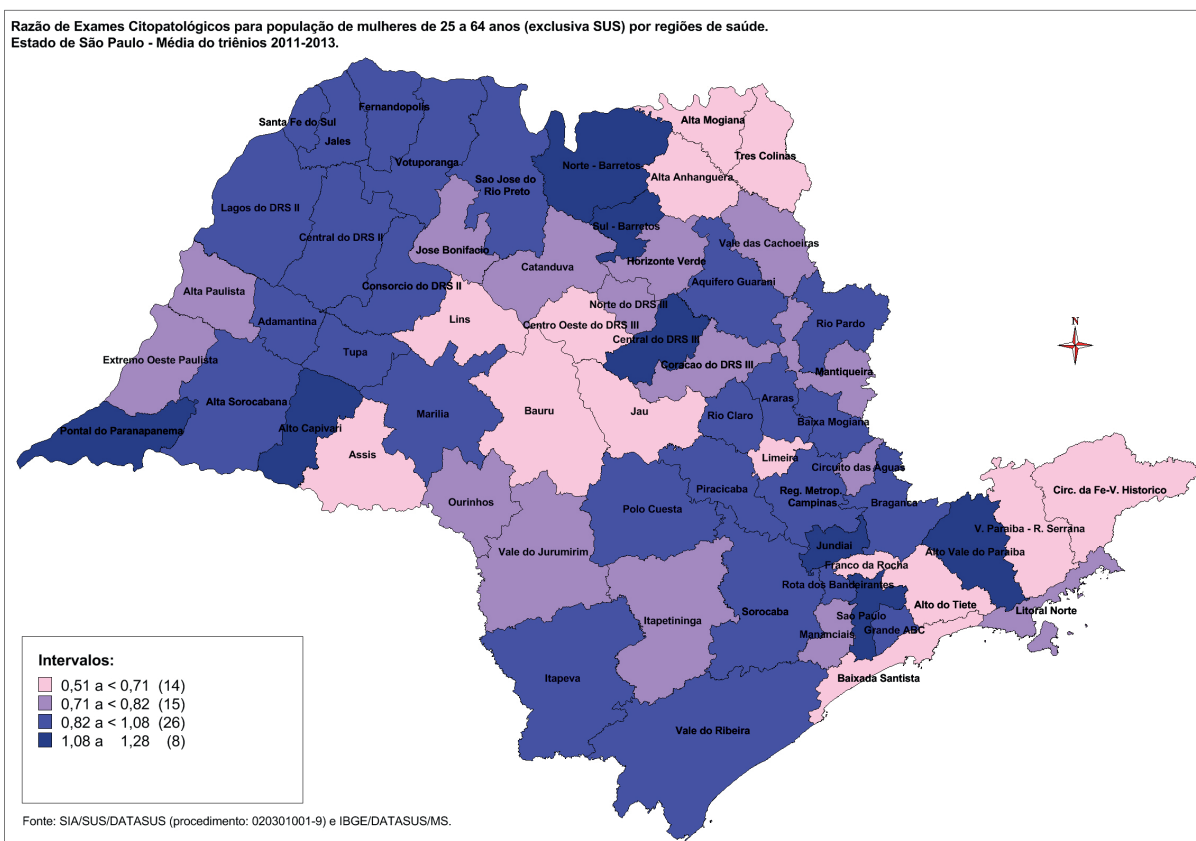 Razão de Exames Citopatológicos para população de mulheres de 25 a 64 anos (exclusiva SUS) por regiões de saúde.
Estado de São Paulo - Média do triênios 2011-2013.
Fernandopolis
Santa Fe do Sul
Jales
Votuporanga
Sao Jose do
Rio Preto
Norte - Barretos
Alta Mogiana
Tres Colinas
Alta Anhanguera
Lagos do DRS II
Central do DRS II
Sul - Barretos
Jose Bonifacio
Vale das Cachoeiras
Horizonte Verde
Catanduva
Aquifero Guarani
Consorcio do DRS II
Alta Paulista
Norte do DRS III
Adamantina
Lins
Centro Oeste do DRS III
Rio Pardo
Central do DRS III
N
Tupa
Extremo Oeste Paulista
Coracao do DRS III
Mantiqueira
Alta Sorocabana
Araras
Marilia
Bauru
Jau
Rio Claro
Baixa Mogiana
Pontal do Paranapanema
Alto Capivari
Assis
Limeire
Circuito das Aguas
Circ. da Fe-V. Historico
Ourinhos
Piracicaba
Reg. Metrop.
Campinas
Braganca
Polo Cuesta
V. Paraiba - R. Serrana
Jundiai
Alto Vale do Paraiba
Vale do Jurumirim
Franco da Rocha
Rota dos Bandeirantes
Sorocaba
Alto do Tiete
Litoral Norte
Itapetininga
Sao Paulo
Grande ABC
Mananciais
Itapeva
Baixada Santista
Vale do Ribeira
Intervalos:
0,51 a < 0,71 (14)
0,71 a < 0,82 (15)
0,82 a < 1,08 (26)
1,08 a 1,28 (8)
Fonte: SIA/SUS/DATASUS (procedimento: 020301001-9) e IBGE/DATASUS/MS.